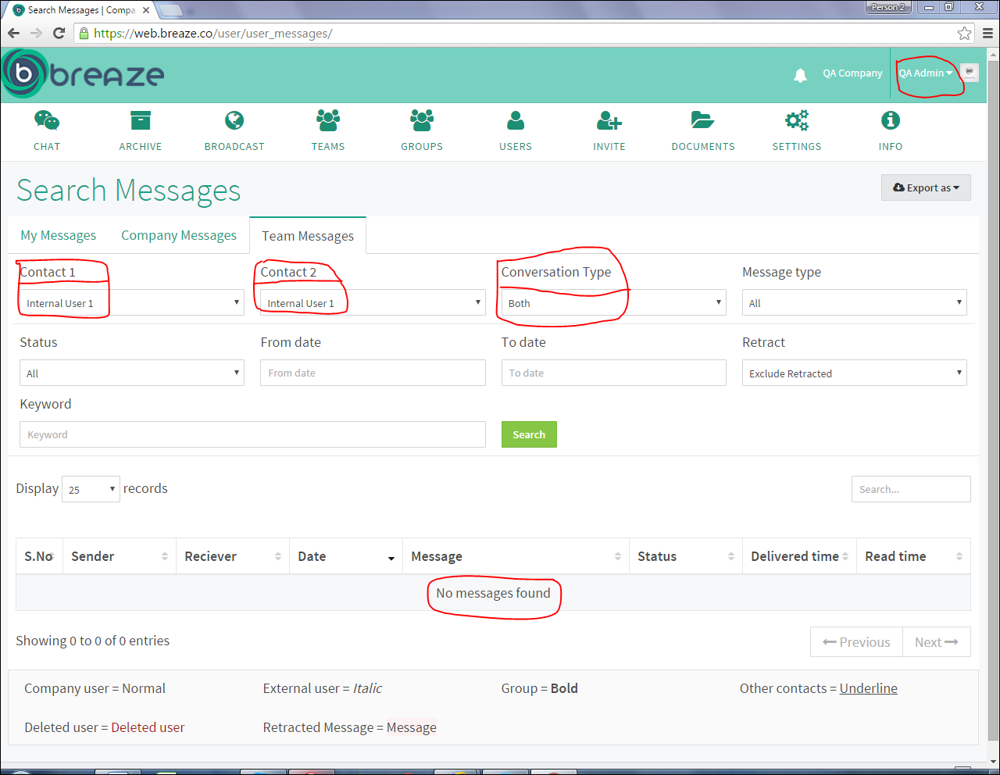 Search Messages | Compa
Person 2
https://web.breaze.co/user/user_messages/
b breaze
QA Company
QA Admin
CHAT
ARCHIVE
BROADCAST
TEAMS
GROUPS
USERS
INVITE
DOCUMENTS
SETTINGS
INFO
Search Messages
Export as
My Messages
Company Messages
Team Messages
Contact 1
Contact 2
Conversation Type
Message type
Internal User 1
Internal User 1
Both
All
Status
From date
To date
Retract
All
From date
To date
Exclude Retracted
Keyword
Keyword
Search
Display 25 records
Search...
S.No
Sender
Reciever
Date
Message
Status
Delivered time
Read time
No messages found
Showing 0 to 0 of 0 entries
Previous
Next
Company user = Normal
External user = Italic
Group = Bold
Other contacts = Underline
Deleted user = Deleted user
Retracted Message = Message